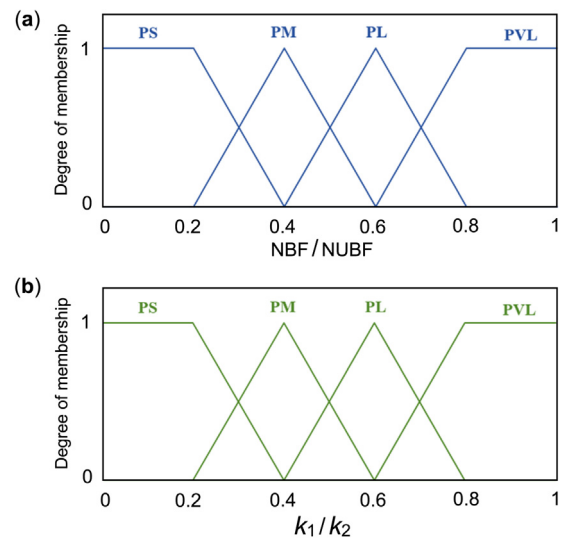 (a)
PS PM PL PVL
1
Degree of membership
0
0 0.2 0.4 0.6 0.8 1
NBF / NUBF
(b)
PS PM PL PVL
1
Degree of membership
0
0 0.2 0.4 0.6 0.8 1
k1 / k2